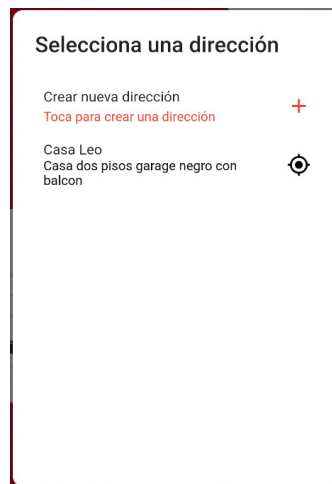 Selecciona una dirección
Crear nueva dirección
Toca para crear una dirección
Casa Leo
Casa dos pisos garage negro con
balcon